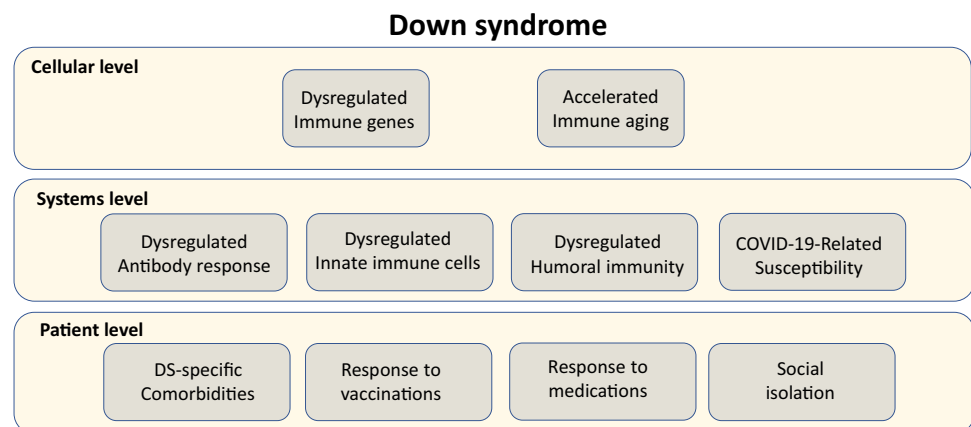 Down syndrome
Cellular level
Dysregulated
Immune genes
Accelerated
Immune aging
Systems level
Dysregulated
Antibody response
Dysregulated
Innate immune cells
Dysregulated
Humoral immunity
COVID-19-Related
Susceptibility
Patient level
DS-specific
Comorbidities
Response to
vaccinations
Response to
medications
Social
isolation